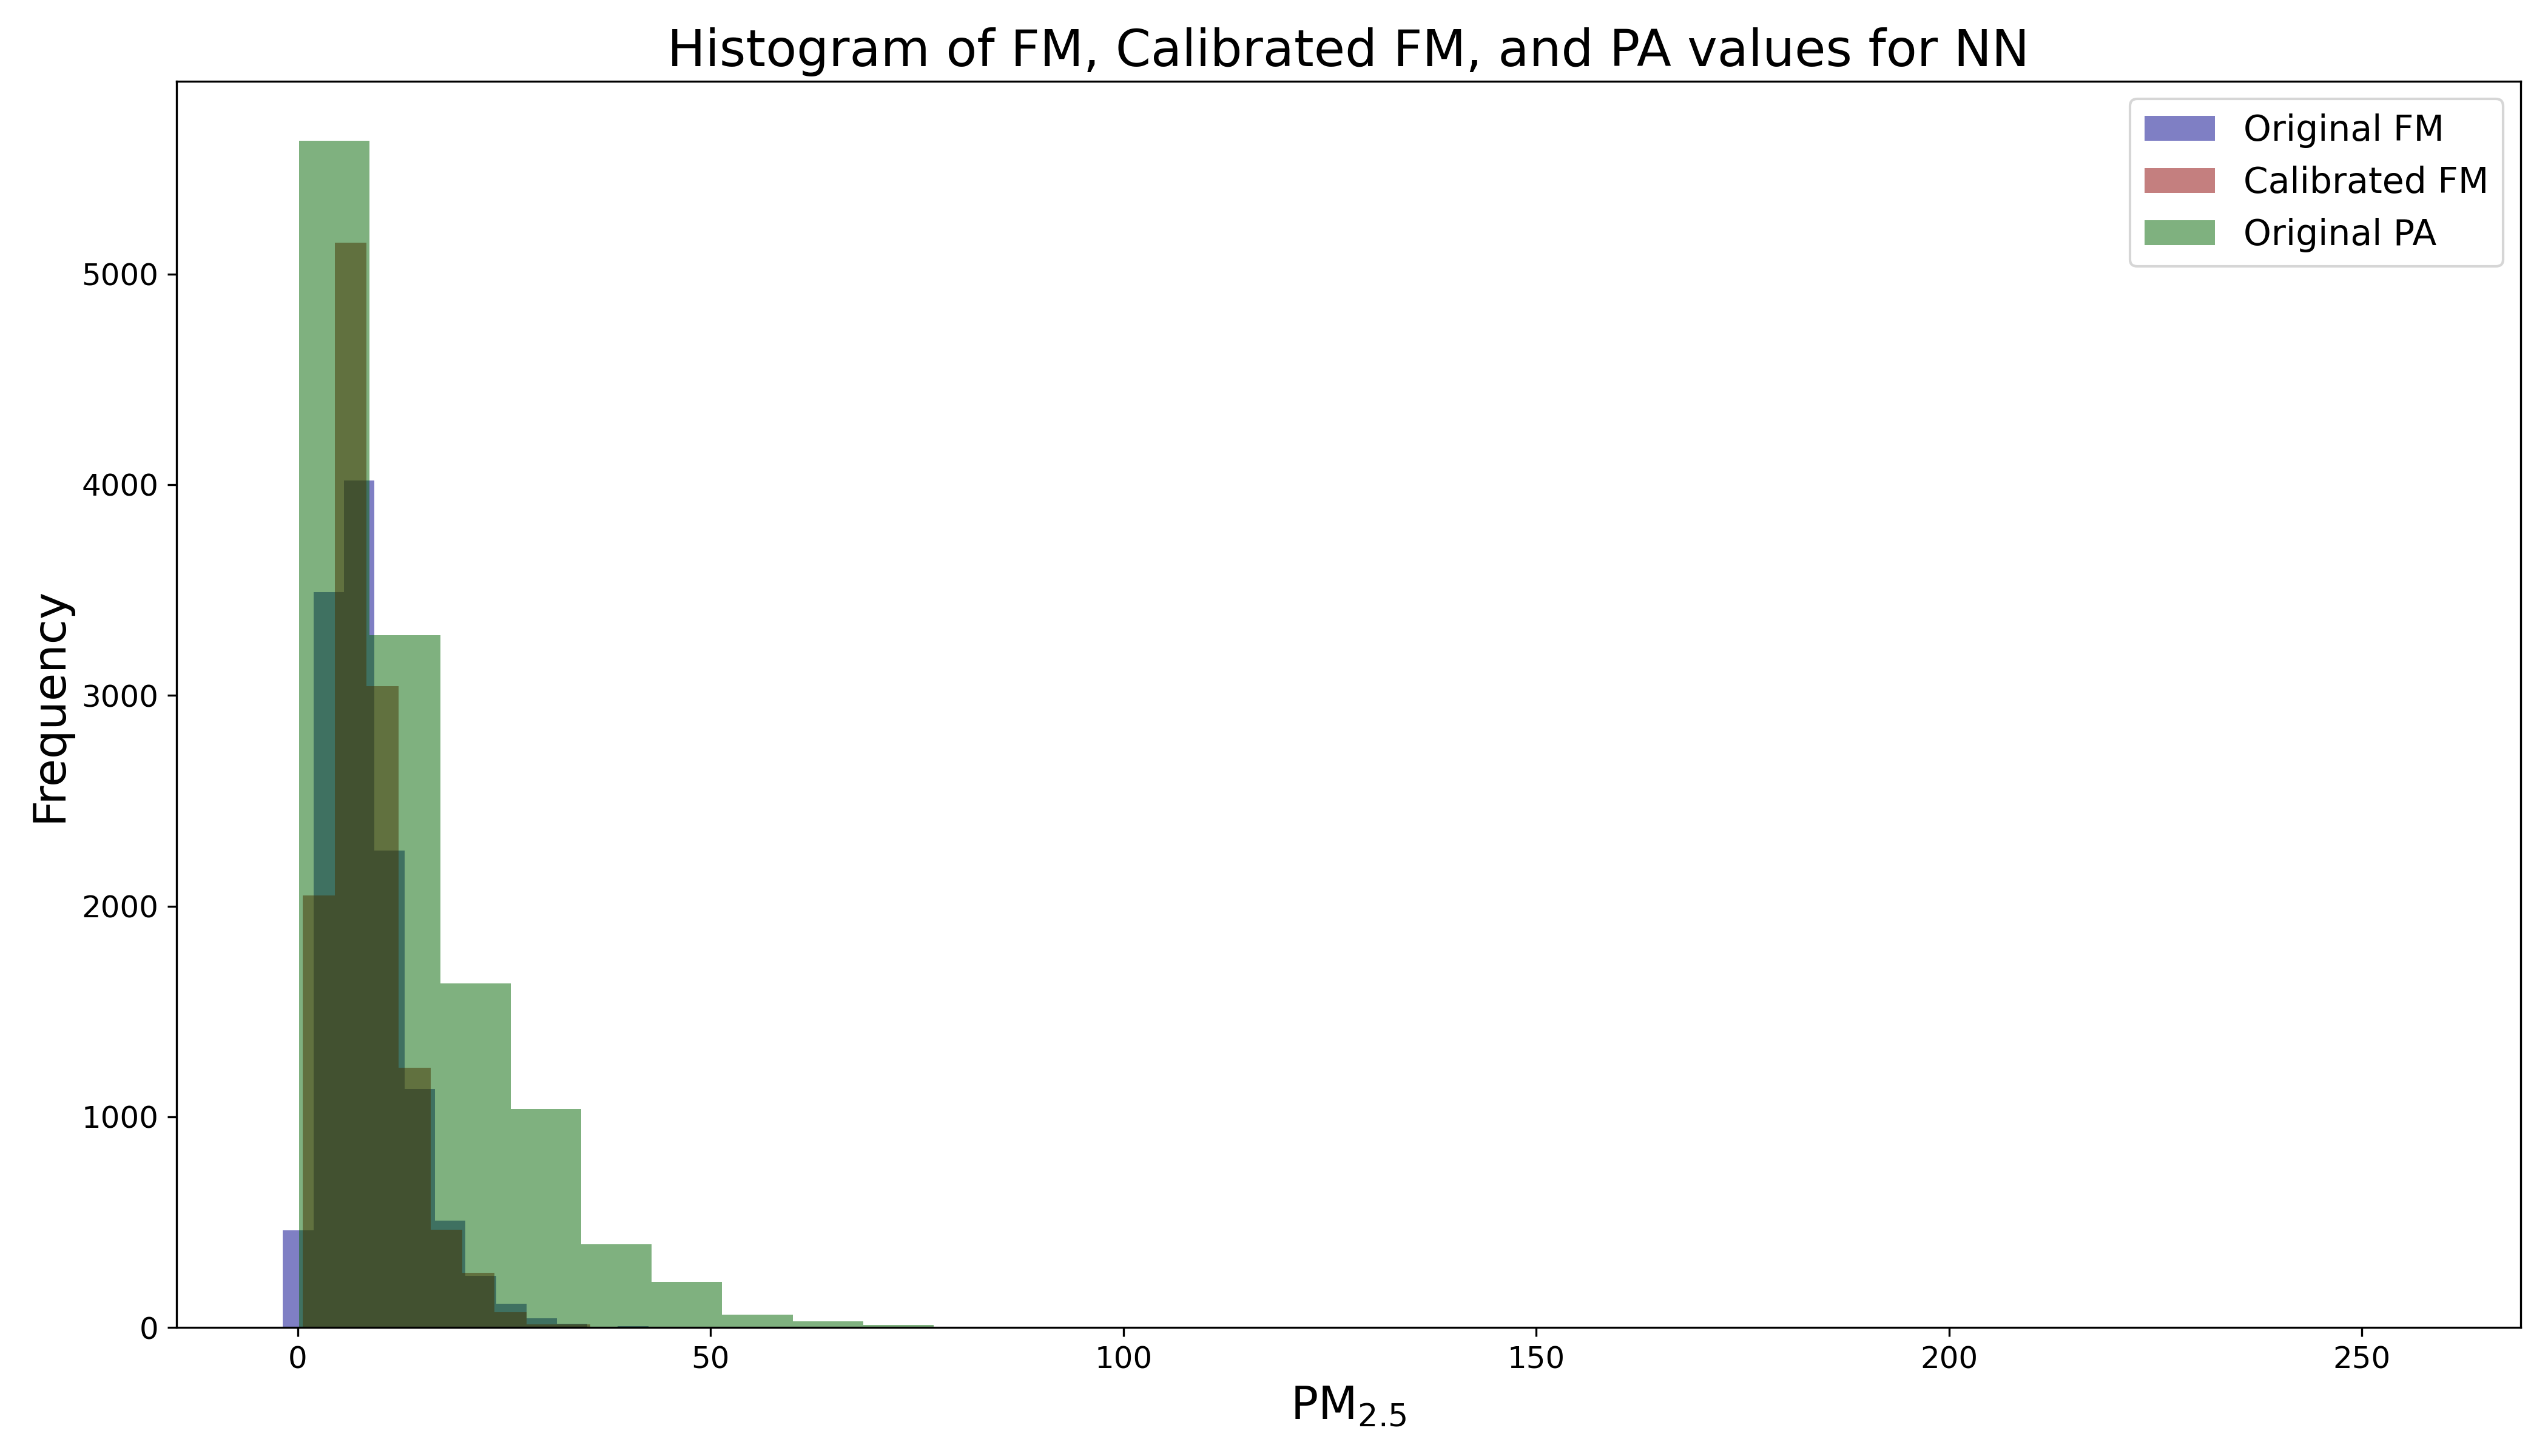 Histogram of FM, Calibrated FM, and PA values for NN
Original FM
Calibrated FM
Original PA
Frequency
5000
4000
3000
2000
1000
0
0 50 100 150 200 250
PM2.5